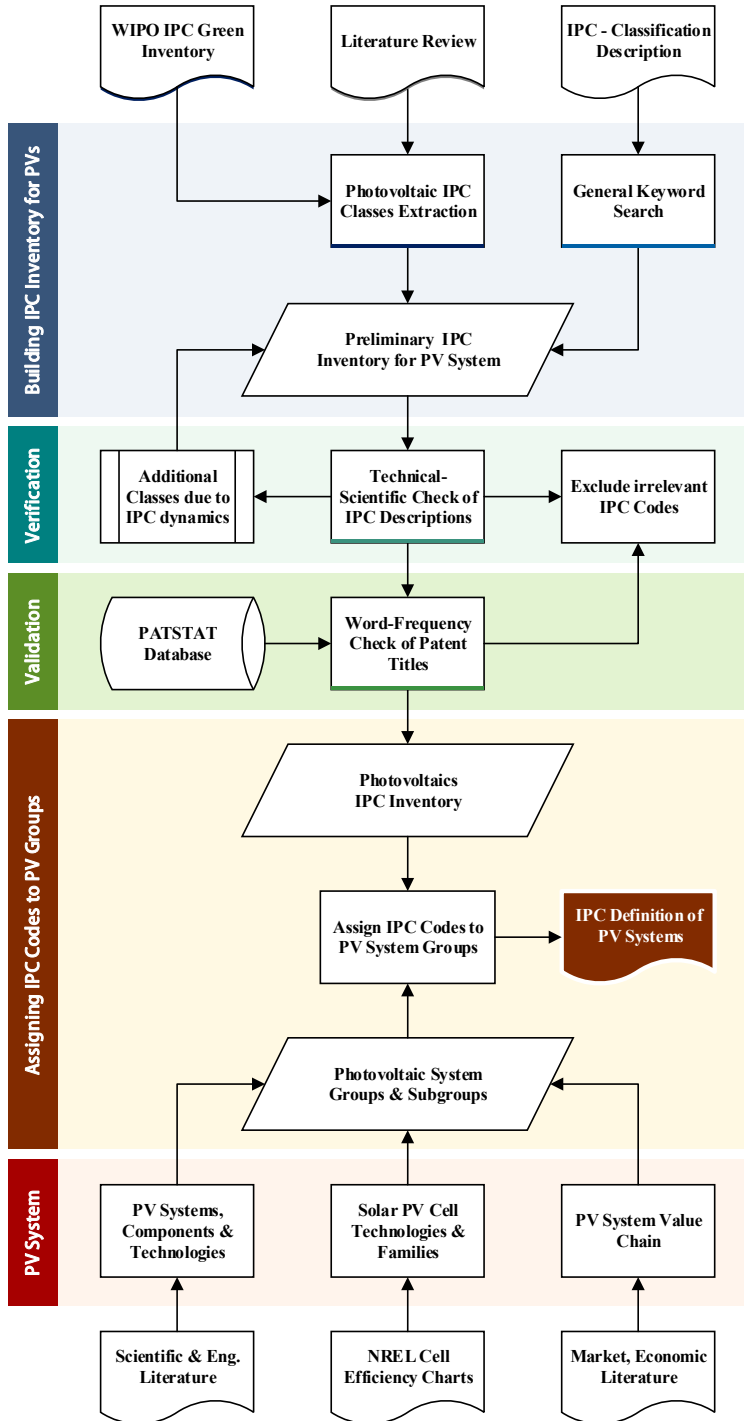 WIPO IPC Green
Inventory
Literature Review
IPC - Classification
Description
Building IPC Inventory for PVs
Photovoltaic IPC
Classes Extraction
General Keyword
Search
Preliminary IPC
Inventory for PV System
Verification
Additional
Classes due to
IPC dynamics
Technical-
Scientific Check of
IPC Descriptions
Exclude irrelevant
IPC Codes
Validation
PATSTAT
Database
Word-Frequency
Check of Patent
Titles
Assigning IPC Codes to PV Groups
Photovoltaics
IPC Inventory
Assign IPC Codes to
PV System Groups
IPC Definition of
PV Systems
Photovoltaic System
Groups & Subgroups
PV System
PV Systems,
Components &
Technologies
Solar PV Cell
Technologies &
Families
PV System Value
Chain
Scientific & Eng.
Literature
NREL Cell
Efficiency Charts
Market, Economic
Literature